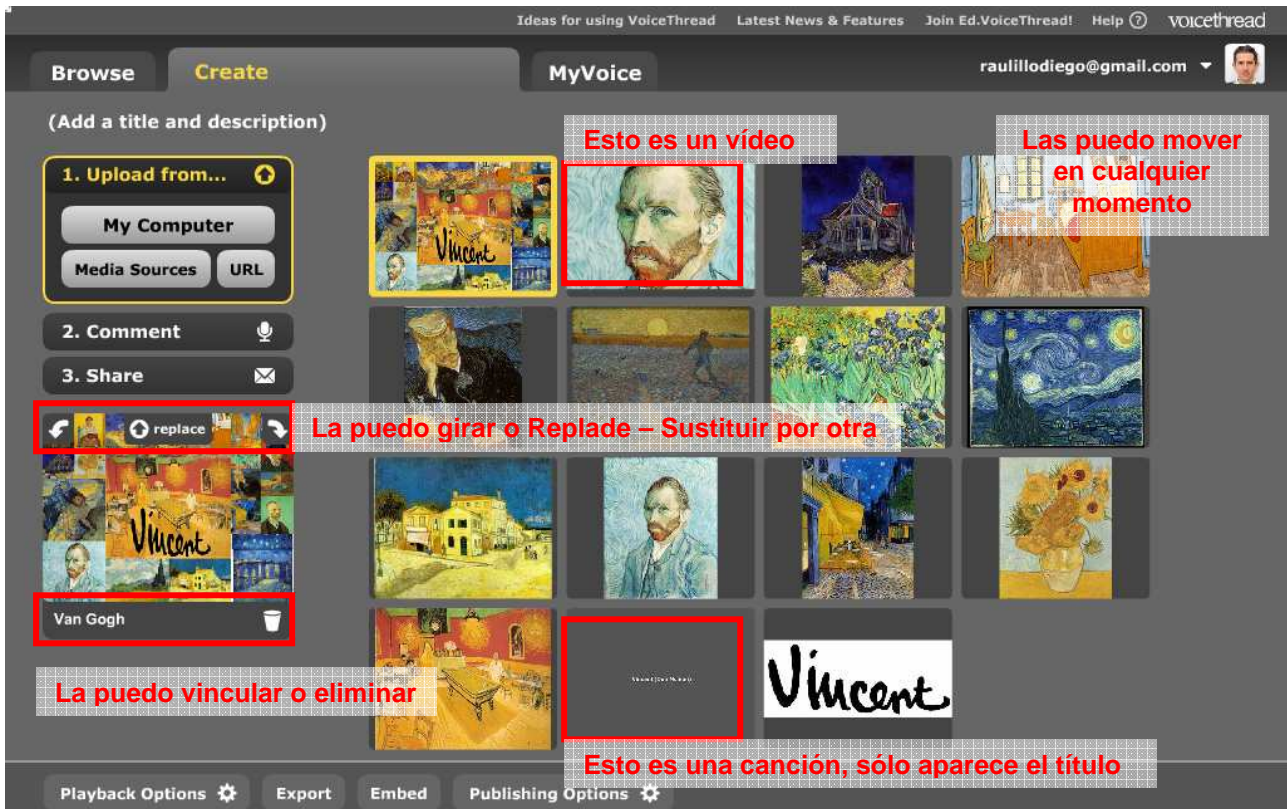 Ideas for using VoiceThread Latest News & Features Join Ed.VoiceThread! Help ? voicethread
Browse Create MyVoice raulillodiego@gmail.com
(Add a title and description)
Esto es un vídeo
Las puedo mover
en cualquier
momento
1. Upload from...
My Computer
Media Sources URL
Vincent
2. Comment
3. Share
replace
La puedo girar o Replade – Sustituir por otra
Vincent
Van Gogh
La puedo vincular o eliminar
Vincent
Vincent
Esto es una canción, sólo aparece el título
Playback Options Export Embed Publishing Options